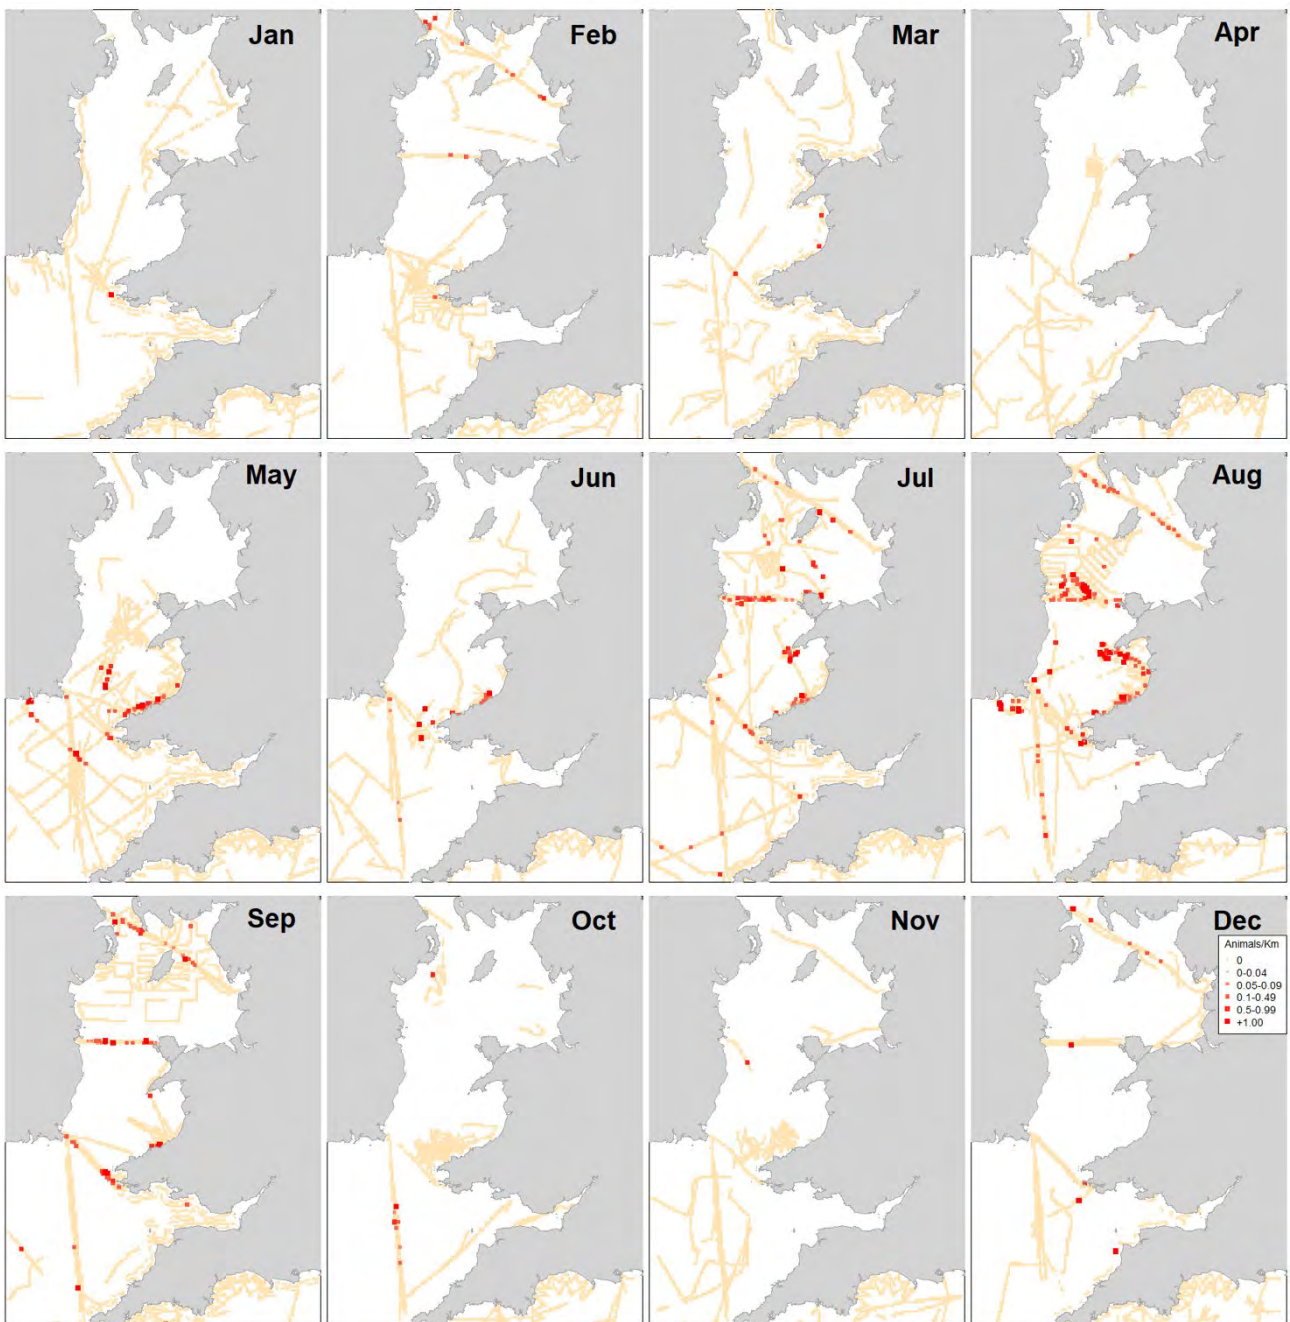 Jan
Feb
Mar
Apr
May
Jun
Jul
Aug
Sep
Oct
Nov
Dec
Animals/Km
0
0-0.04
0.05-0.09
0.1-0.49
0.5-0.99
+1.00